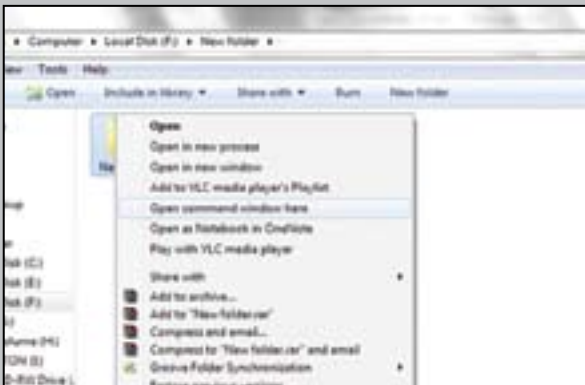 Computer ▸ Local Disk (F:) ▸ New folder ▸
Tools Help
Open Include in library Share with Burn New folder
Open
Open in new process
Open in new window
Add to VLC media player's Playlist
Open command window here
Open as Notebook in OneNote
Play with VLC media player
Share with
Add to archive...
Add to "New folder.rar"
Compress and email...
Compress to "New folder.rar" and email
Groove Folder Synchronization